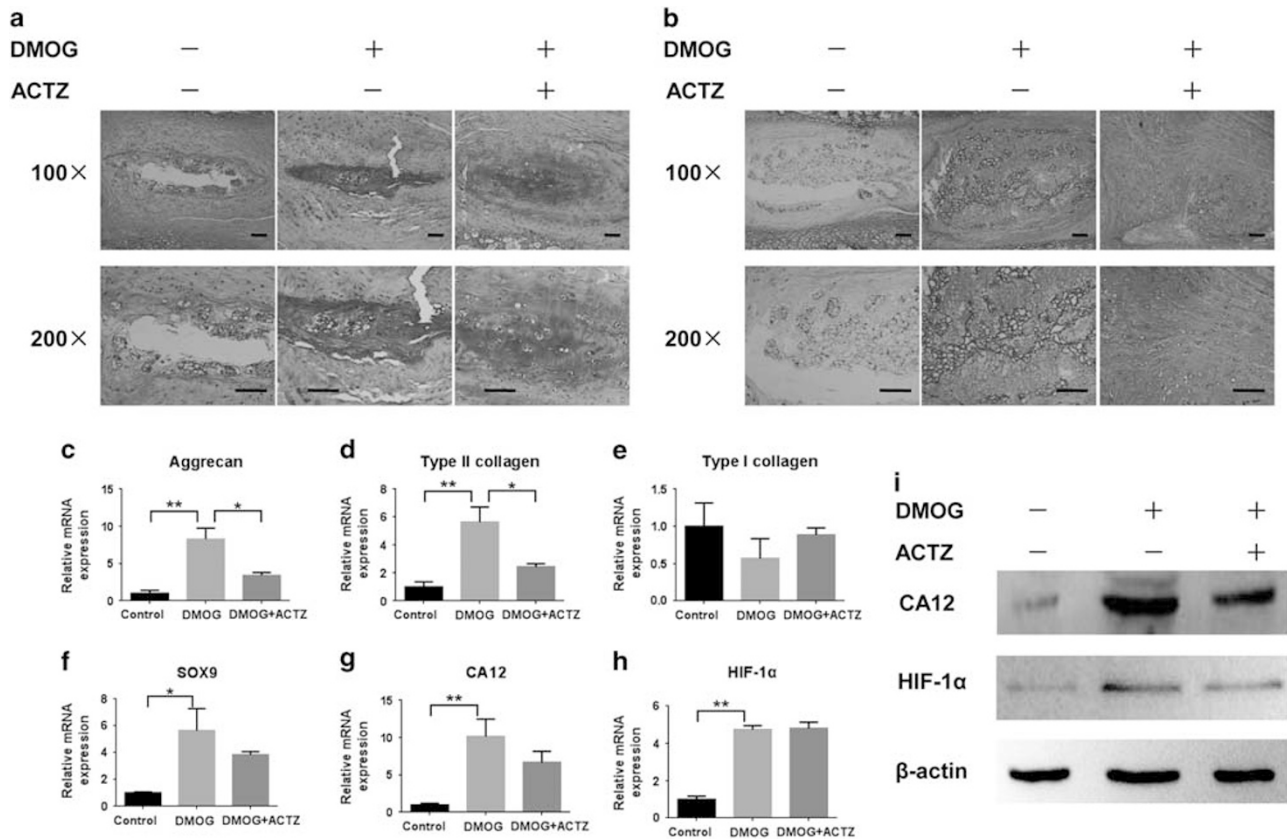 a
DMOG − + +
ACTZ − − +
100×
200×
b
DMOG − + +
ACTZ − − +
100×
200×
c
Aggrecan
Relative mRNA
expression
15
10
5
0
** *
Control DMOG DMOG+ACTZ
d
Type II collagen
Relative mRNA
expression
8
6
4
2
0
** *
Control DMOG DMOG+ACTZ
e
Type I collagen
Relative mRNA
expression
1.5
1.0
0.5
0.0
Control DMOG DMOG+ACTZ
f
SOX9
Relative mRNA
expression
8
6
4
2
0
*
Control DMOG DMOG+ACTZ
g
CA12
Relative mRNA
expression
15
10
5
0
**
Control DMOG DMOG+ACTZ
h
HIF-1α
Relative mRNA
expression
6
4
2
0
**
Control DMOG DMOG+ACTZ
i
DMOG − + +
ACTZ − − +
CA12
HIF-1α
β-actin